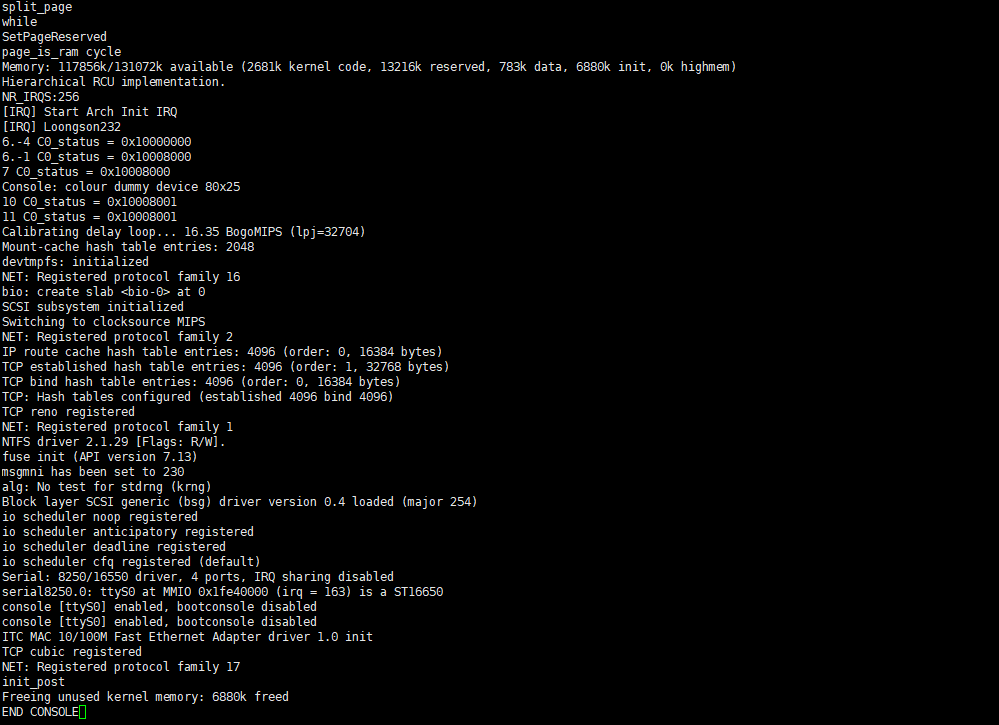 split_page
while
SetPageReserved
page_is_ram cycle
Memory: 117856k/131072k available (2681k kernel code, 13216k reserved, 783k data, 6880k init, 0k highmem)
Hierarchical RCU implementation.
NR_IRQS:256
[IRQ] Start Arch Init IRQ
[IRQ] Loongson232
6.-4 C0_status = 0x10000000
6.-1 C0_status = 0x10008000
7 C0_status = 0x10008000
Console: colour dummy device 80x25
10 C0_status = 0x10008001
11 C0_status = 0x10008001
Calibrating delay loop... 16.35 BogoMIPS (lpj=32704)
Mount-cache hash table entries: 2048
devtmpfs: initialized
NET: Registered protocol family 16
bio: create slab <bio-0> at 0
SCSI subsystem initialized
Switching to clocksource MIPS
NET: Registered protocol family 2
IP route cache hash table entries: 4096 (order: 0, 16384 bytes)
TCP established hash table entries: 4096 (order: 1, 32768 bytes)
TCP bind hash table entries: 4096 (order: 0, 16384 bytes)
TCP: Hash tables configured (established 4096 bind 4096)
TCP reno registered
NET: Registered protocol family 1
NTFS driver 2.1.29 [Flags: R/W].
fuse init (API version 7.13)
msgmni has been set to 230
alg: No test for stdrng (krng)
Block layer SCSI generic (bsg) driver version 0.4 loaded (major 254)
io scheduler noop registered
io scheduler anticipatory registered
io scheduler deadline registered
io scheduler cfq registered (default)
Serial: 8250/16550 driver, 4 ports, IRQ sharing disabled
serial8250.0: ttyS0 at MMIO 0x1fe40000 (irq = 163) is a ST16650
console [ttyS0] enabled, bootconsole disabled
console [ttyS0] enabled, bootconsole disabled
ITC MAC 10/100M Fast Ethernet Adapter driver 1.0 init
TCP cubic registered
NET: Registered protocol family 17
init_post
Freeing unused kernel memory: 6880k freed
END CONSOLE